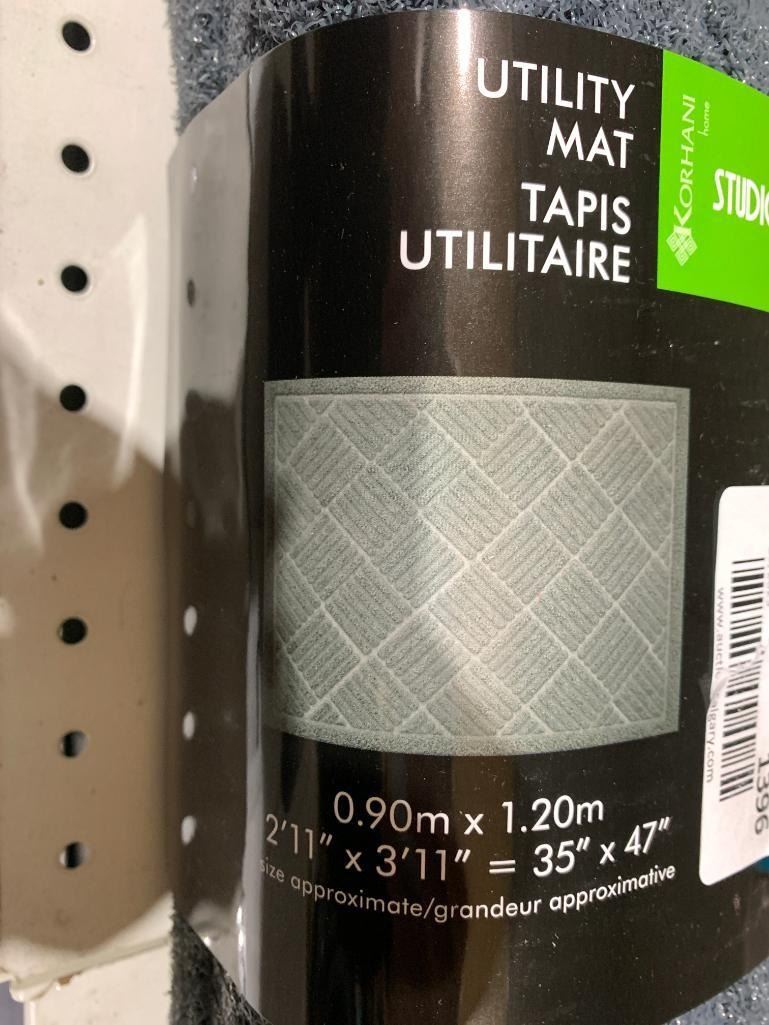 UTILITY
MAT
TAPIS
UTILITAIRE
KORHANI
home
0.90m x 1.20m
2'11" x 3'11" = 35" x 47"
size approximate/grandeur approximative
1396